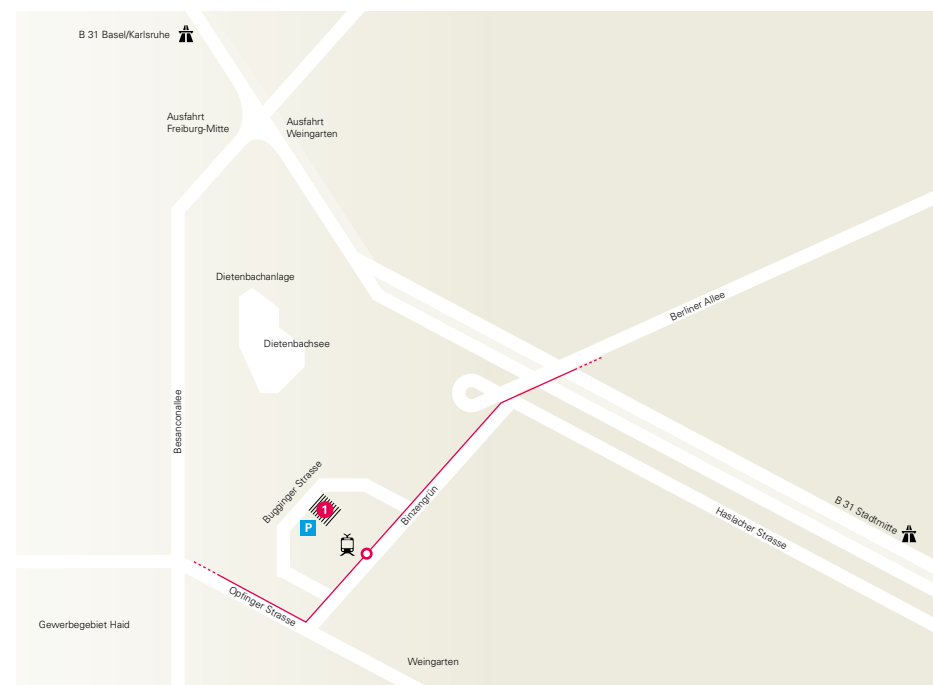 B 31 Basel/Karlsruhe
Ausfahrt
Freiburg-Mitte
Ausfahrt
Weingarten
Dietenbachanlage
Berliner Allee
Dietenbachsee
Besanconallee
Bugginger Strasse
1
P
Binzengrün
B 31 Stadtmitte
Haslacher Strasse
Opfinger Strasse
Gewerbegebiet Haid
Weingarten